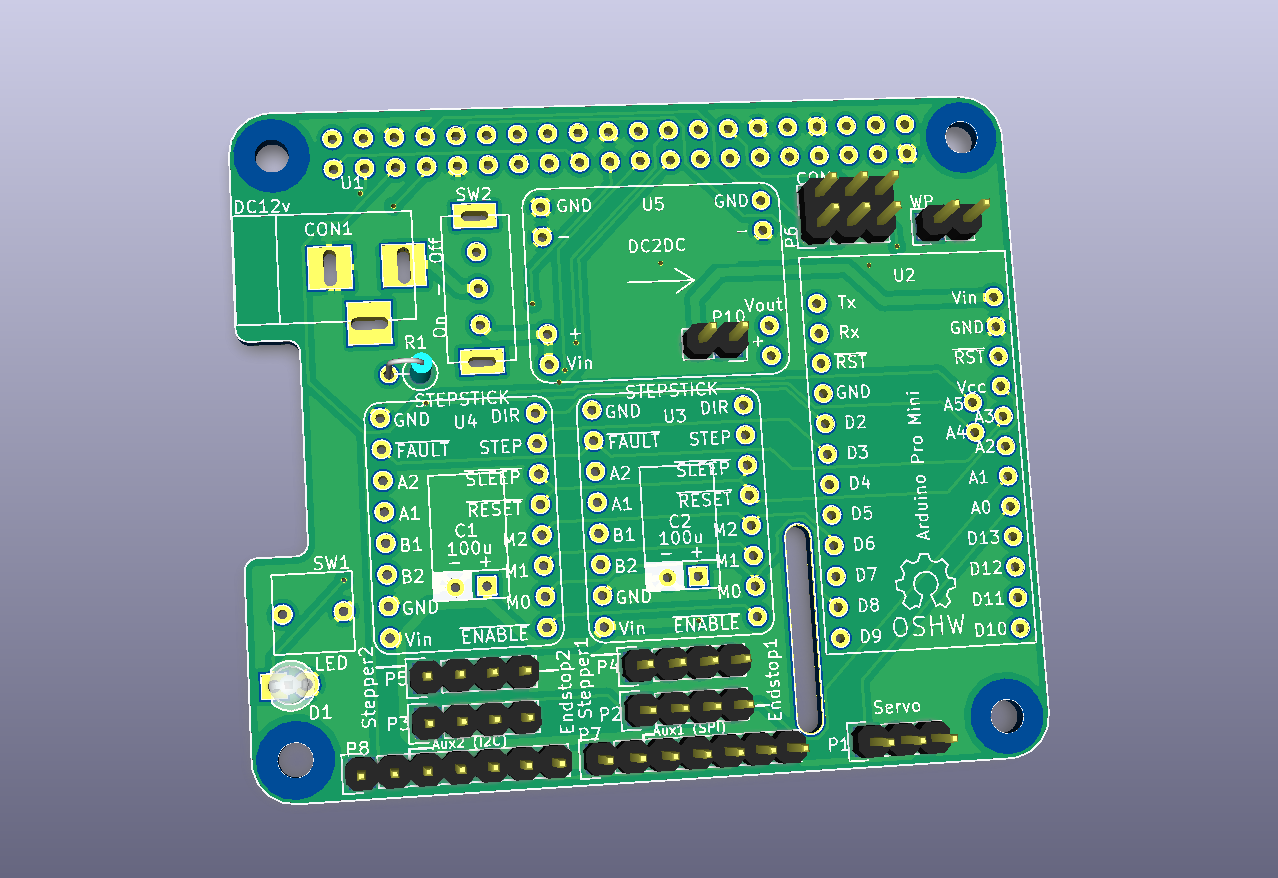 U1
DC12v
CON1
SW2
Off
-
On
R1
GND
-
+
Vin
U5
DC2DC
GND
-
P10
Vout
+
CON
P6
WP
U2
Tx
Rx
RST
GND
D2
D3
D4
D5
D6
D7
D8
D9
Arduino Pro Mini
OSHW
Vin
GND
RST
Vcc
A5
A3
A4
A2
A1
A0
D13
D12
D11
D10
STEPSTICK
U4
GND
FAULT
A2
A1
B1
B2
GND
Vin
DIR
STEP
SLEEP
RESET
M2
M1
M0
ENABLE
C1
100u
- +
STEPSTICK
U3
GND
FAULT
A2
A1
B1
B2
GND
Vin
DIR
STEP
SLEEP
RESET
M2
M1
M0
ENABLE
C2
100u
- +
SW1
LED
D1
Stepper2
P5
P3
Endstop2
Stepper1
P4
P2
Endstop1
P8
Aux2 (I2C)
P7
Aux1 (SPI)
Servo
P1